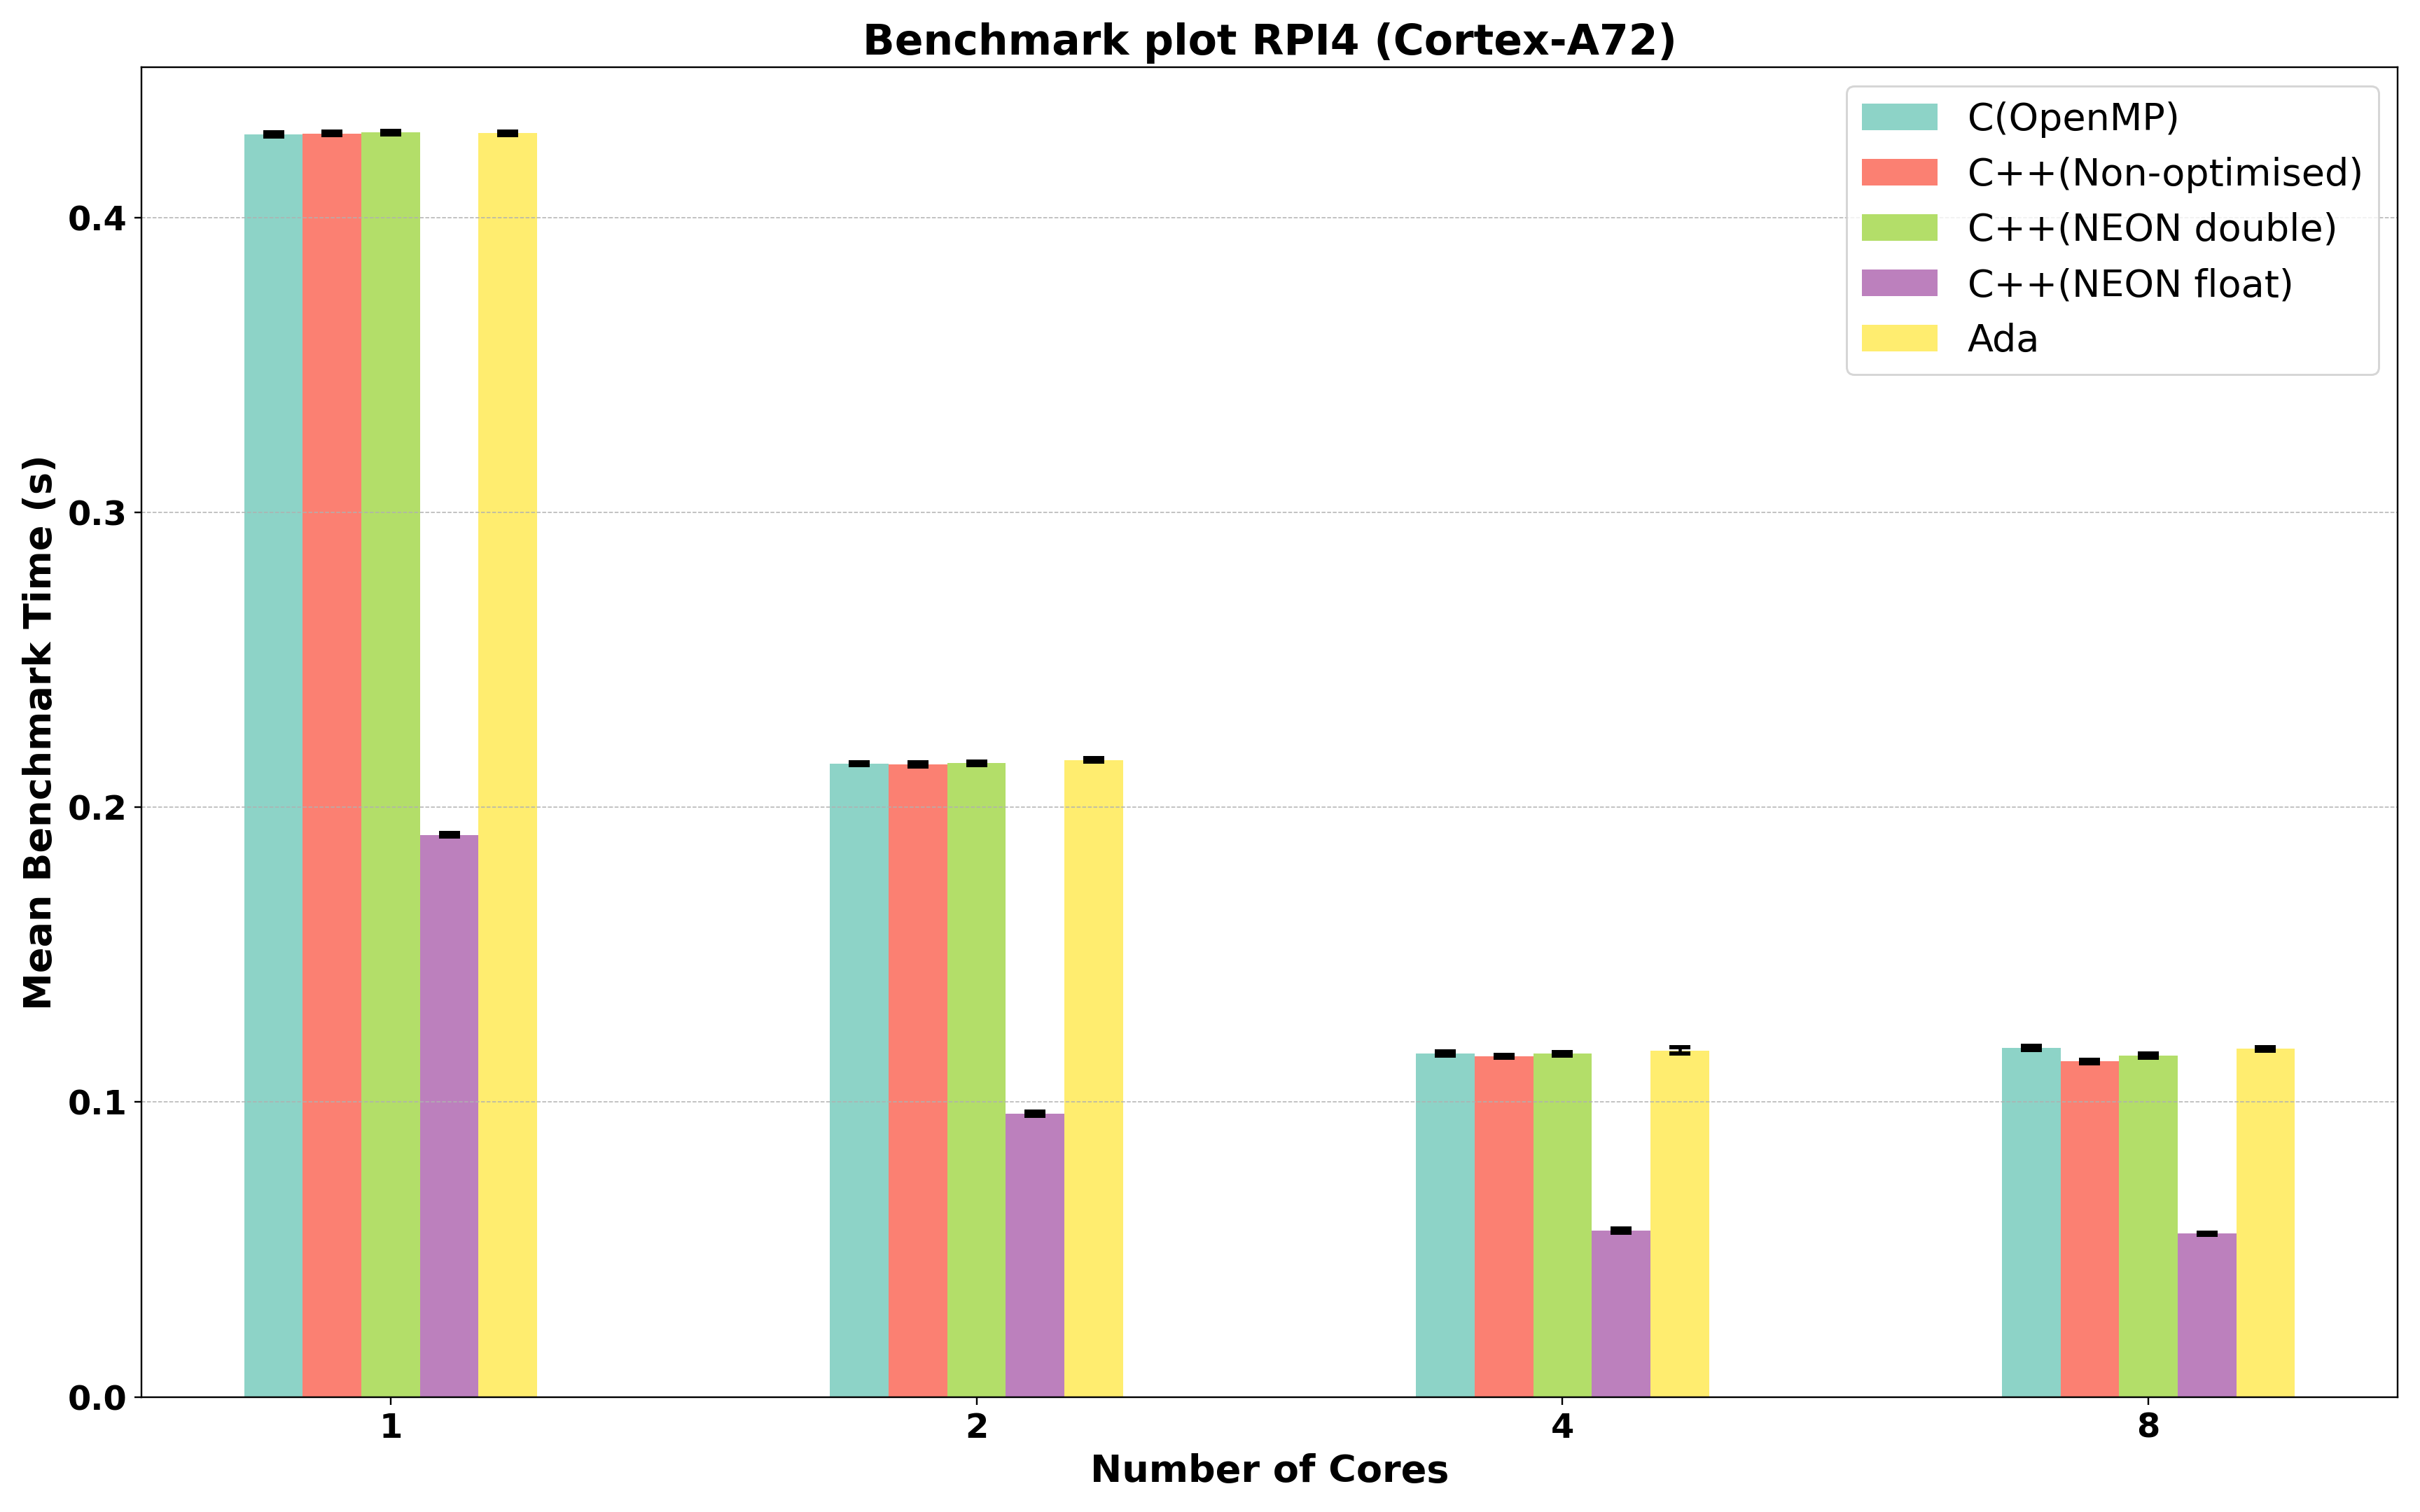 Benchmark plot RPI4 (Cortex-A72)
C(OpenMP)
C++(Non-optimised)
C++(NEON double)
C++(NEON float)
Ada
Mean Benchmark Time (s)
0.4
0.3
0.2
0.1
0.0
1 2 4 8
Number of Cores